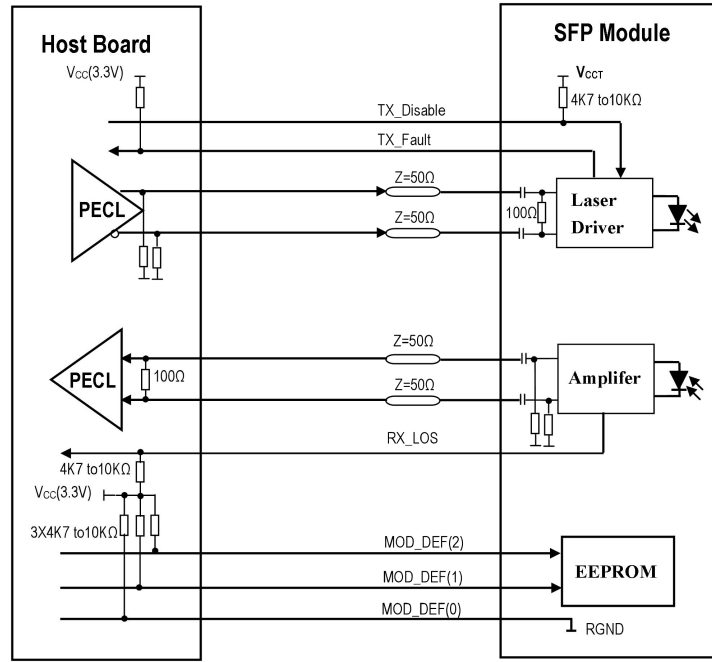 Host Board
SFP Module
Vcc(3.3V)
VCCT
4K7 to10KΩ
TX_Disable
TX_Fault
PECL
Z=50Ω
Z=50Ω
100Ω
Laser
Driver
Z=50Ω
PECL
100Ω
Z=50Ω
Amplifer
RX_LOS
4K7 to10KΩ
Vcc(3.3V)
3X4K7 to10KΩ
MOD_DEF(2)
MOD_DEF(1)
EEPROM
MOD_DEF(0)
RGND